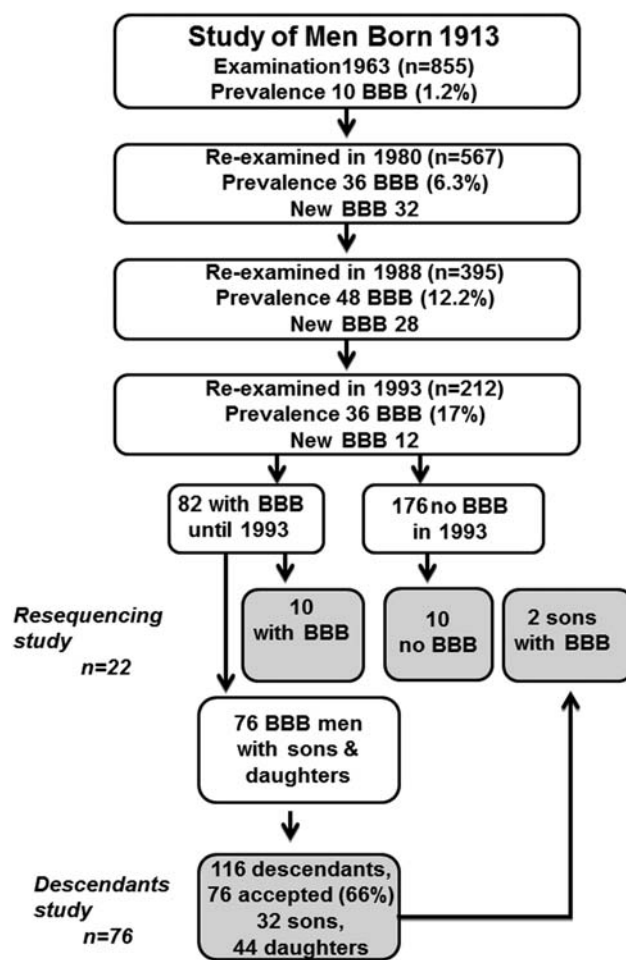 Study of Men Born 1913
Examination1963 (n=855)
Prevalence 10 BBB (1.2%)
Re-examined in 1980 (n=567)
Prevalence 36 BBB (6.3%)
New BBB 32
Re-examined in 1988 (n=395)
Prevalence 48 BBB (12.2%)
New BBB 28
Re-examined in 1993 (n=212)
Prevalence 36 BBB (17%)
New BBB 12
82 with BBB
until 1993
176 no BBB
in 1993
Resequencing
study
n=22
10
with BBB
10
no BBB
2 sons
with BBB
76 BBB men
with sons &
daughters
Descendants
study
n=76
116 descendants,
76 accepted (66%)
32 sons,
44 daughters